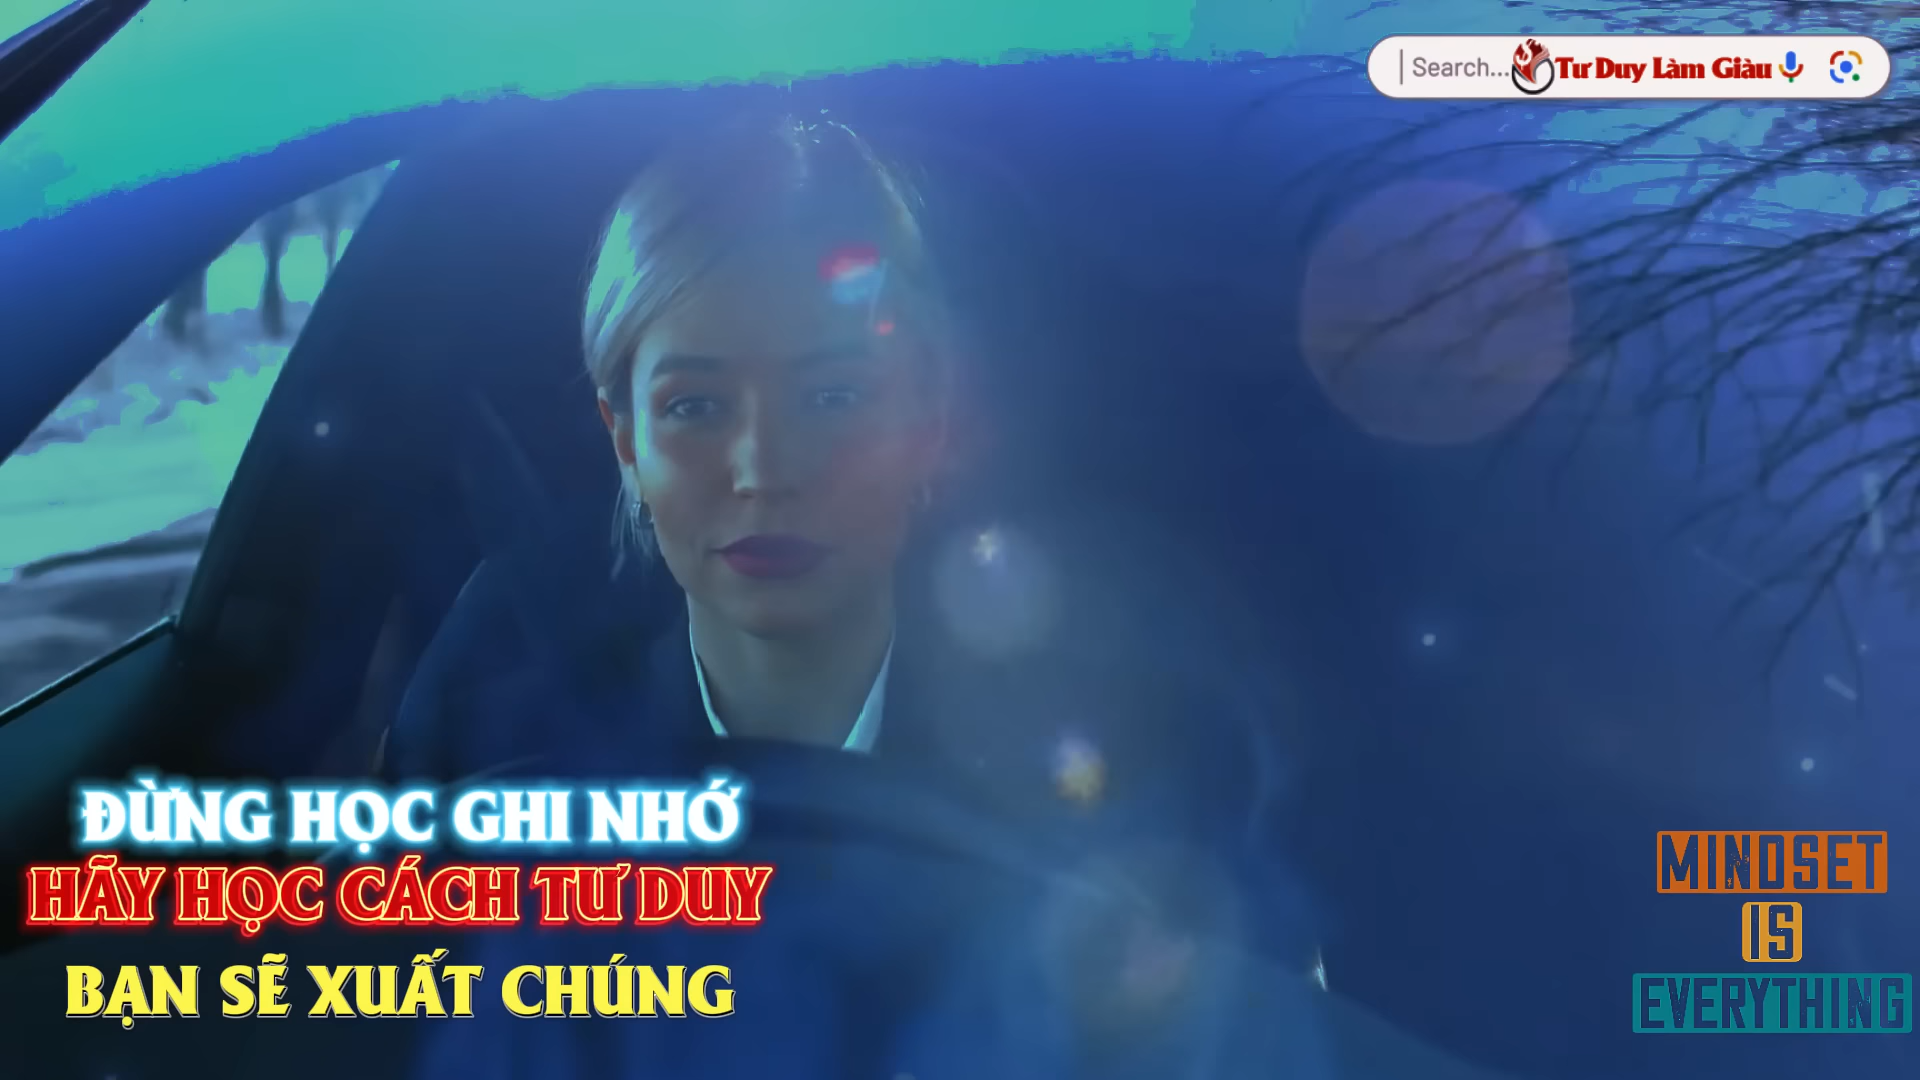 Search... Tư Duy Làm Giàu
ĐỪNG HỌC GHI NHỚ
HÃY HỌC CÁCH TƯ DUY
BẠN SẼ XUẤT CHÚNG
MINDSET
IS
EVERYTHING